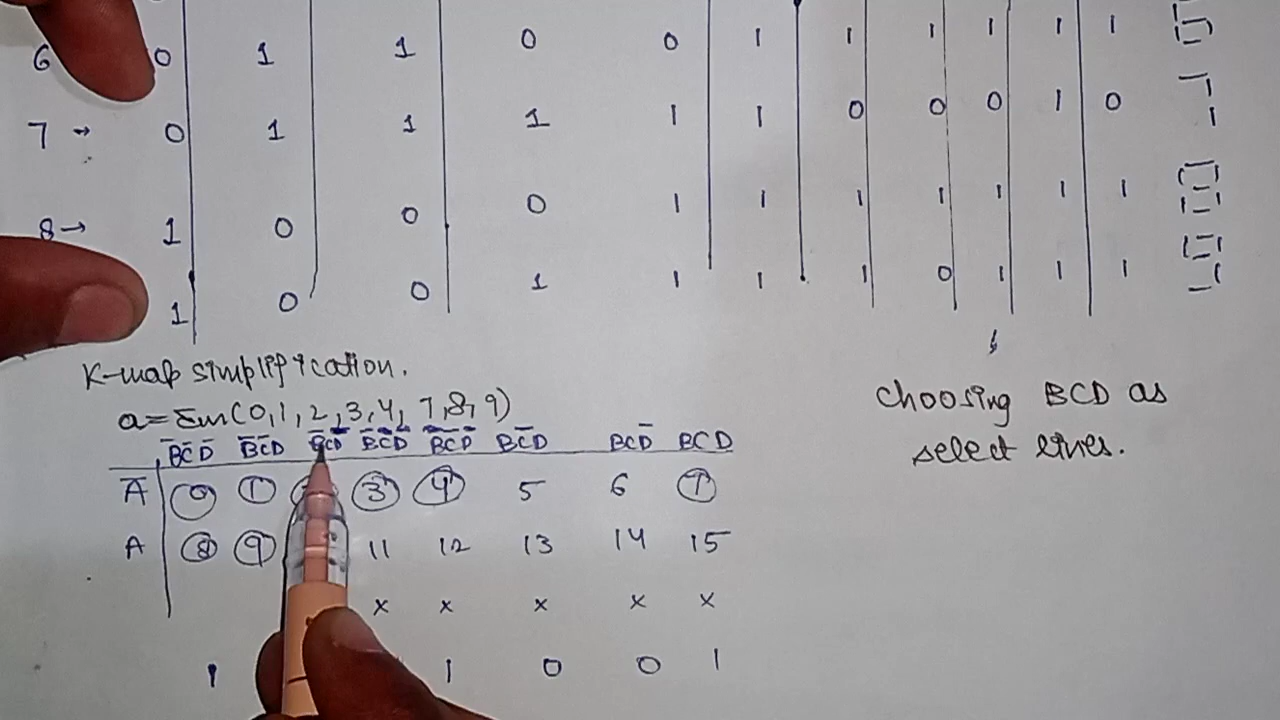 6 0 1 1 0 0 1 1 1 1 1 1
7 → 0 1 1 1 1 1 0 0 0 1 0
8 → 1 0 0 0 1 1 1 1 1 1 1
1 0 0 1 1 1 1 0 1 1 1
K-map simplification.
a = Σm(0,1,2,3,4,7,8,9)
Choosing BCD as
select lines.
B̅C̅D̅ B̅C̅D B̅CD̅ B̅CD BC̅D̅ BC̅D BCD̅ BCD
A̅ 0 1 3 4 5 6 7
A 8 9 11 12 13 14 15
x x x x x
1 1 0 0 1